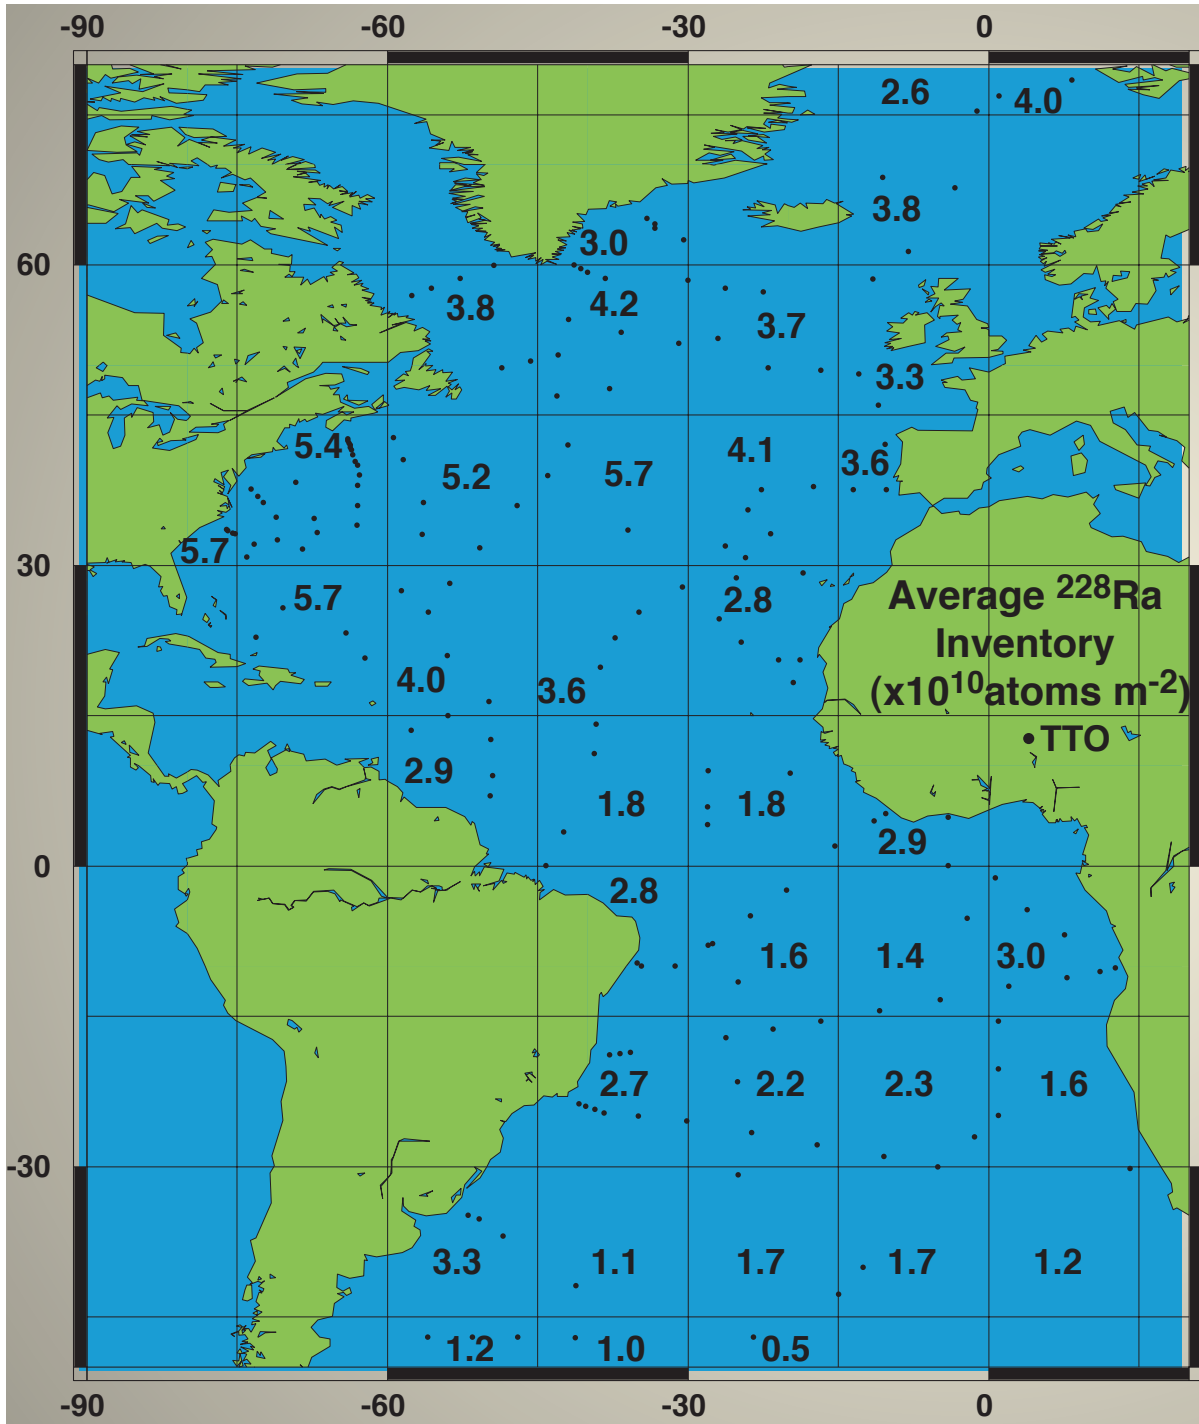 -90 -60 -30 0
2.6 4.0
3.8
3.0
60
3.8 4.2 3.7
3.3
5.4 5.2 5.7 4.1 3.6
5.7
30
5.7 2.8
Average ²²⁸Ra
Inventory
(x10¹⁰atoms m⁻²)
4.0 3.6
•TTO
2.9 1.8 1.8
2.9
0
2.8
1.6 1.4 3.0
2.7 2.2 2.3 1.6
-30
3.3 1.1 1.7 1.7 1.2
1.2 1.0 0.5
-90 -60 -30 0